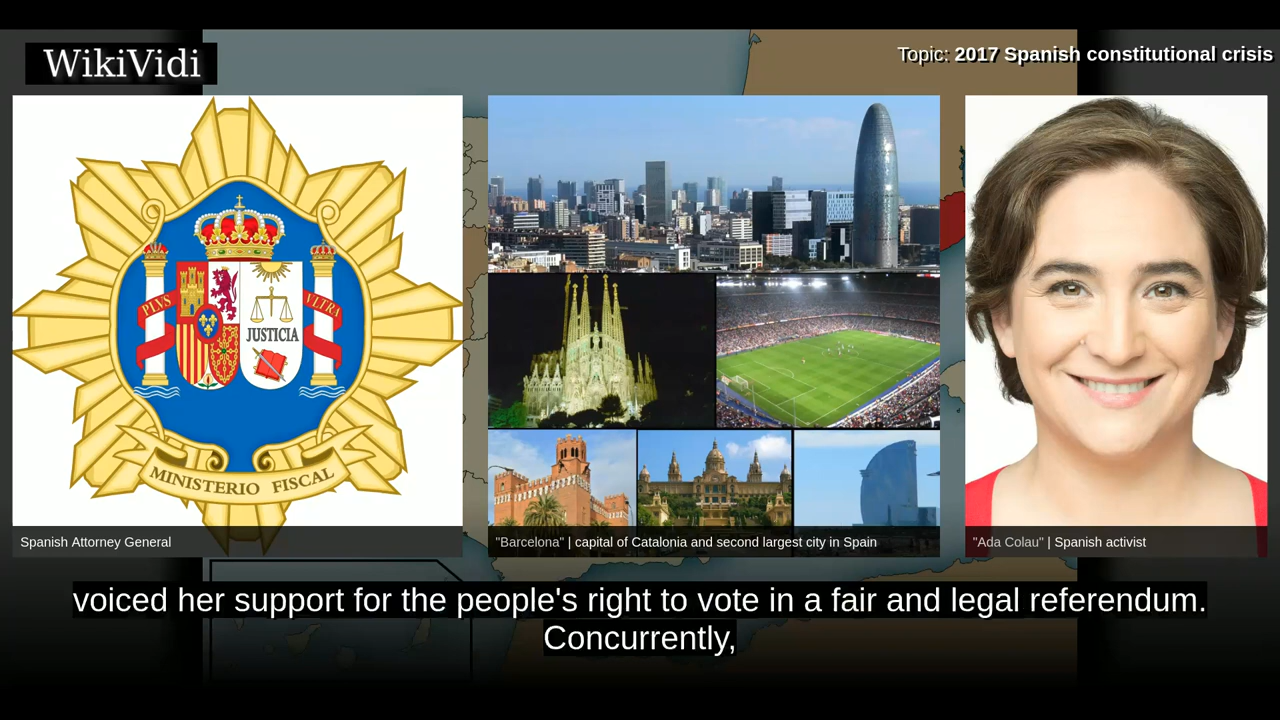 WikiVidi
Topic: 2017 Spanish constitutional crisis
PLVS
VLTRA
JUSTICIA
MINISTERIO FISCAL
Spanish Attorney General
"Barcelona" | capital of Catalonia and second largest city in Spain
"Ada Colau" | Spanish activist
voiced her support for the people's right to vote in a fair and legal referendum.
Concurrently,